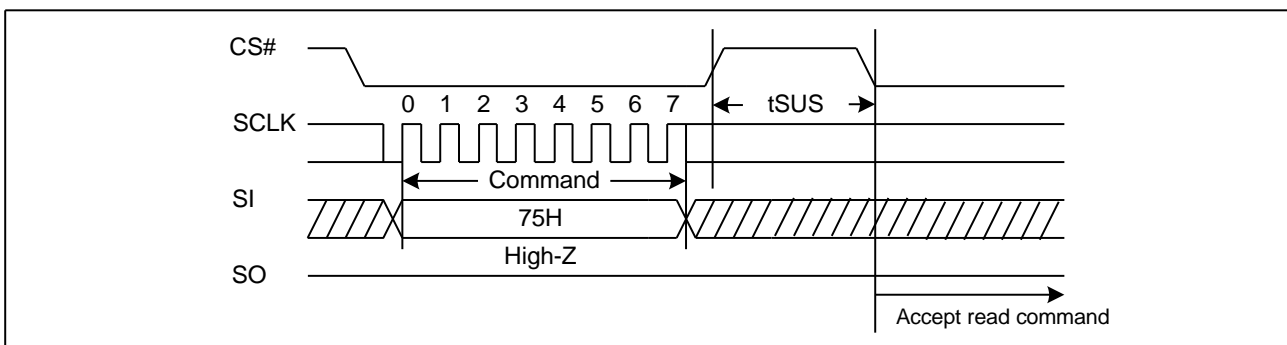 CS#
0 1 2 3 4 5 6 7
tSUS
SCLK
Command
SI
75H
High-Z
SO
Accept read command